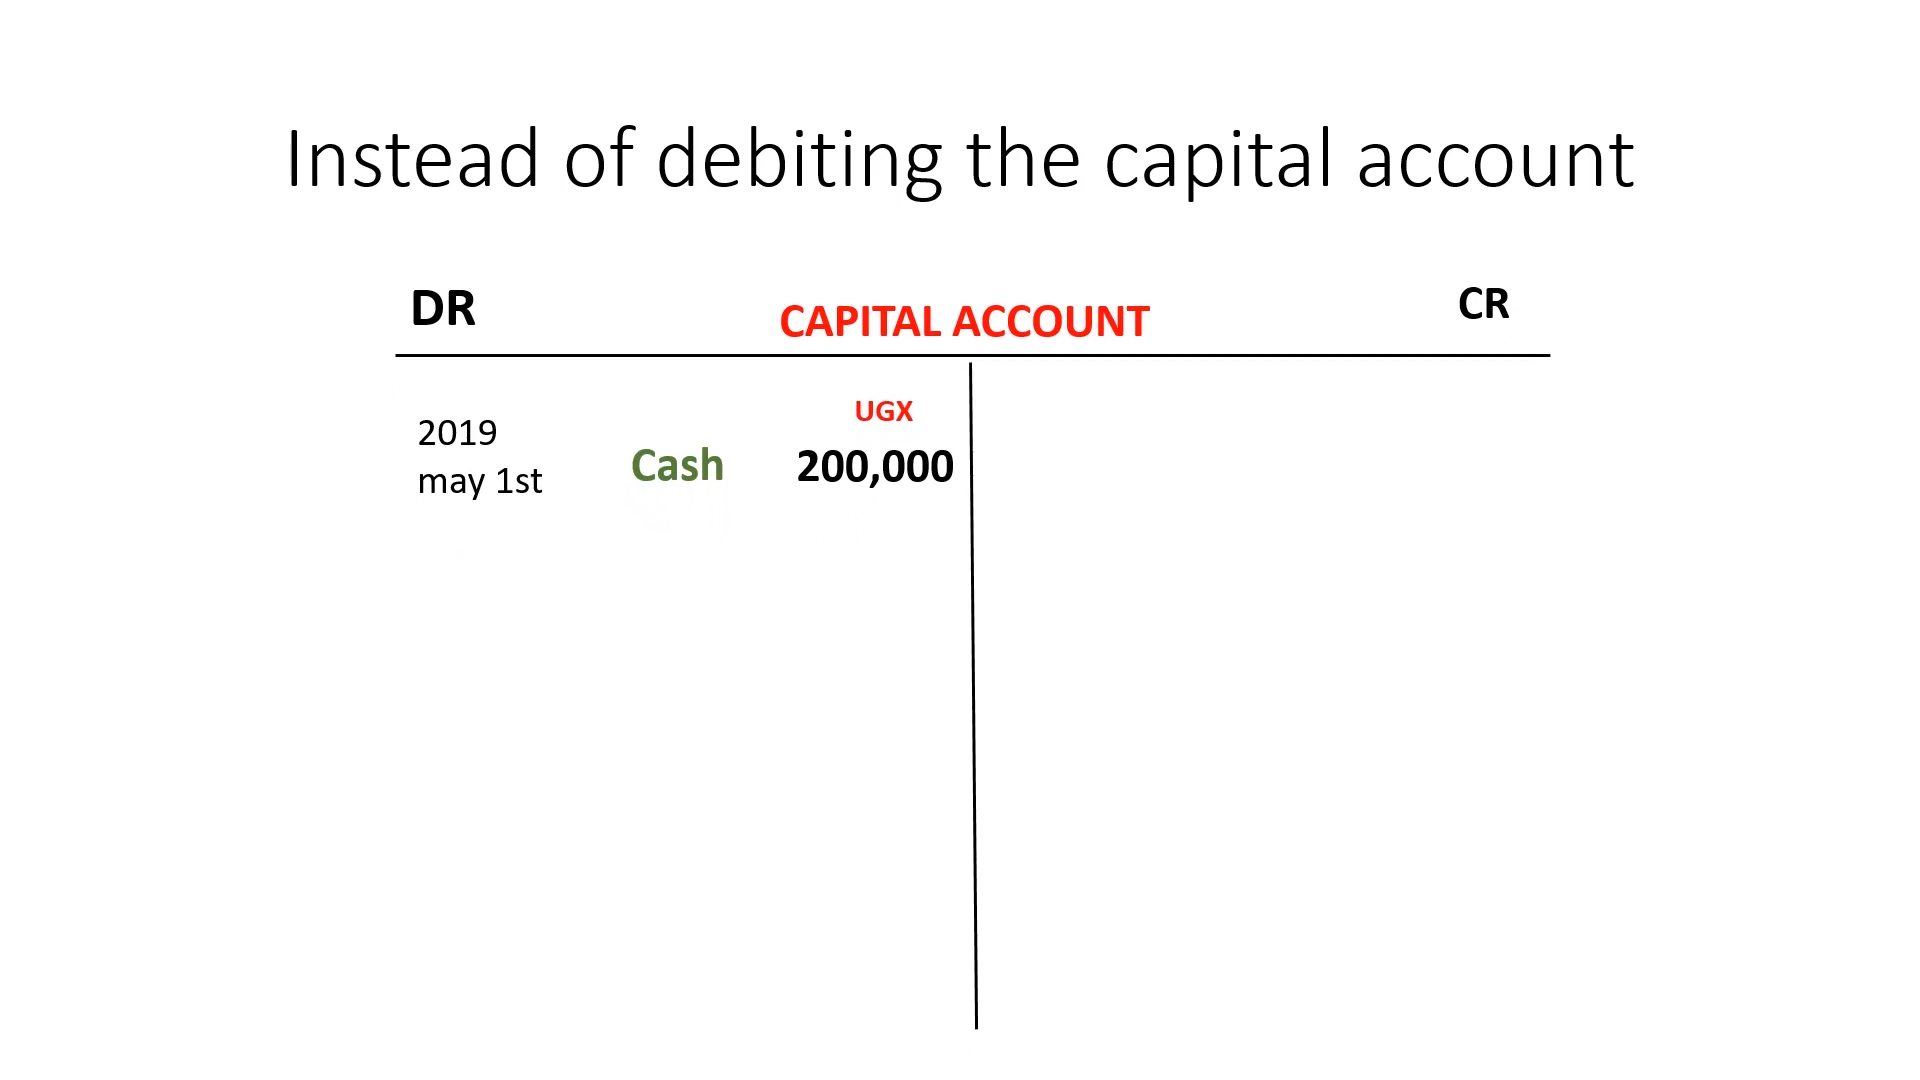 Instead of debiting the capital account
DR
CAPITAL ACCOUNT
CR
UGX
2019
may 1st
Cash
200,000